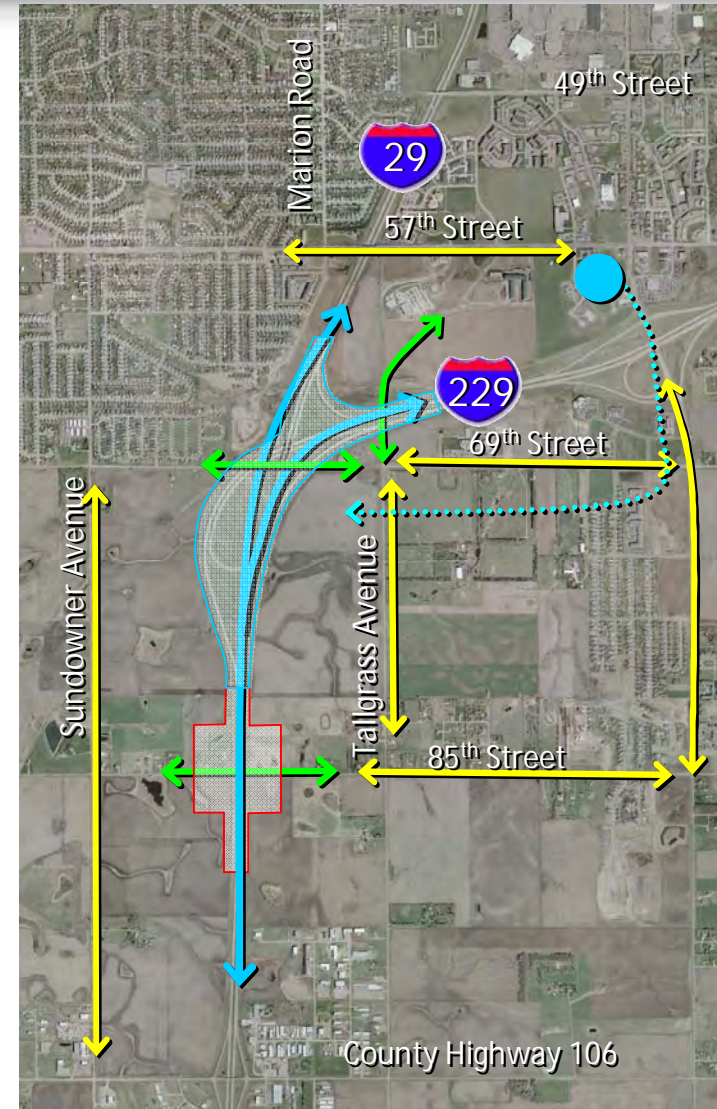 49th Street
Marion Road
29
57th Street
229
69th Street
Sundowner Avenue
Tallgrass Avenue
85th Street
County Highway 106